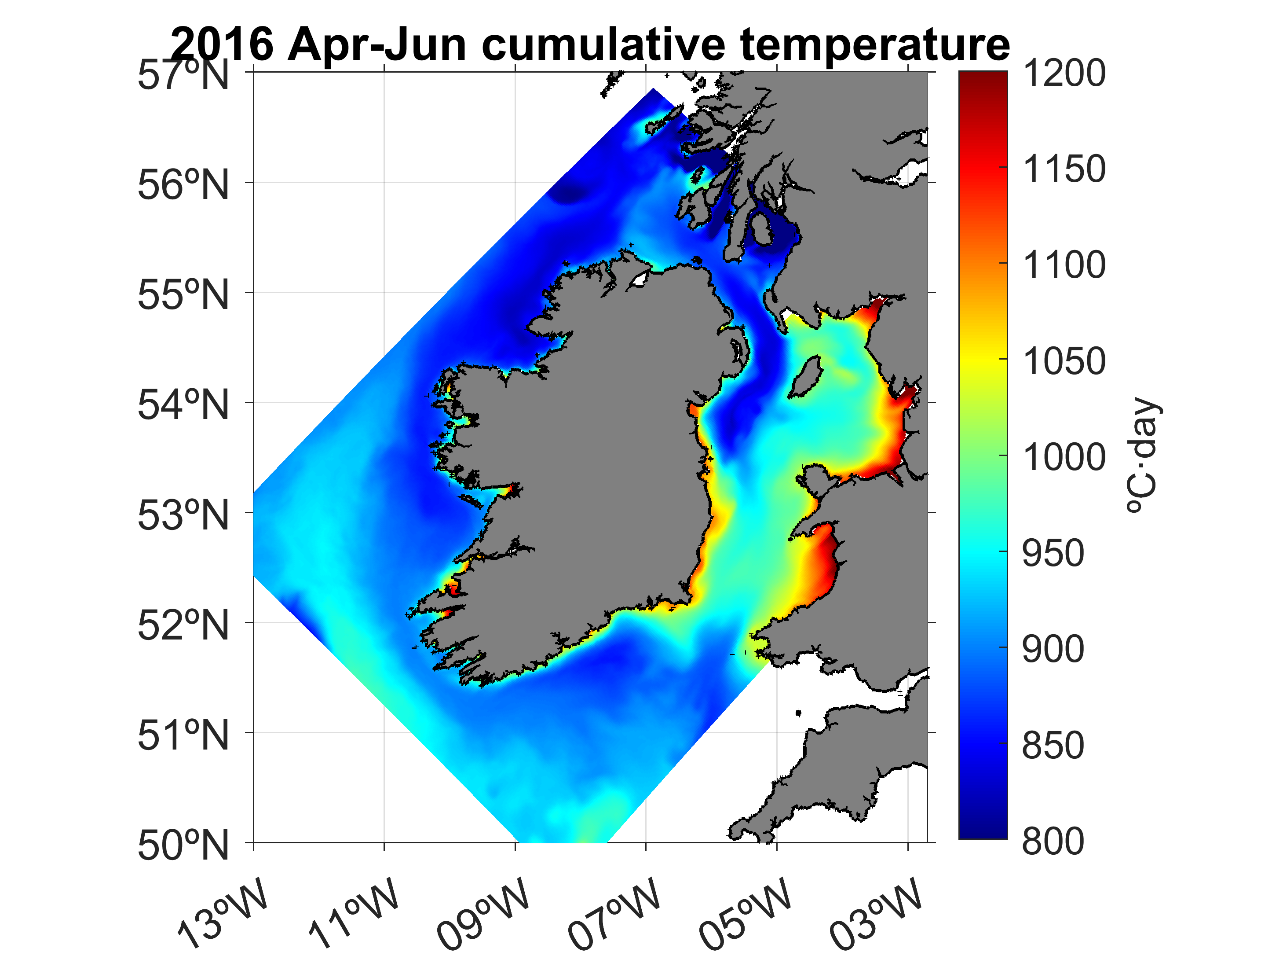 2016 Apr-Jun cumulative temperature
57ºN
56ºN
55ºN
54ºN
53ºN
52ºN
51ºN
50ºN
13ºW
11ºW
09ºW
07ºW
05ºW
03ºW
1200
1150
1100
1050
1000
950
900
850
800
ºC·day